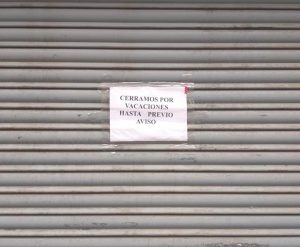 CERRAMOS POR
VACACIONES
HASTA PREVIO
AVISO